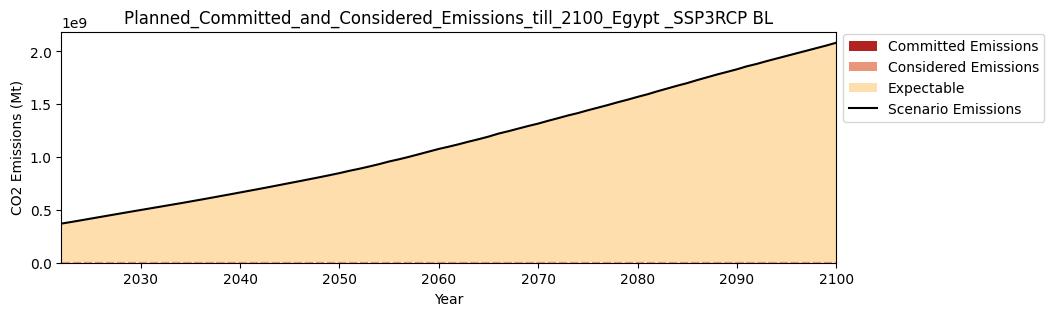 Planned_Committed_and_Considered_Emissions_till_2100_Egypt _SSP3RCP BL
1e9
2.0
1.5
1.0
0.5
0.0
CO2 Emissions (Mt)
2030 2040 2050 2060 2070 2080 2090 2100
Year
Committed Emissions
Considered Emissions
Expectable
Scenario Emissions